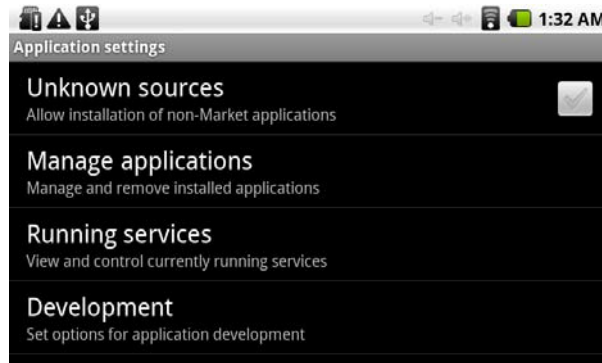 1:32 AM
Application settings
Unknown sources
Allow installation of non-Market applications
Manage applications
Manage and remove installed applications
Running services
View and control currently running services
Development
Set options for application development